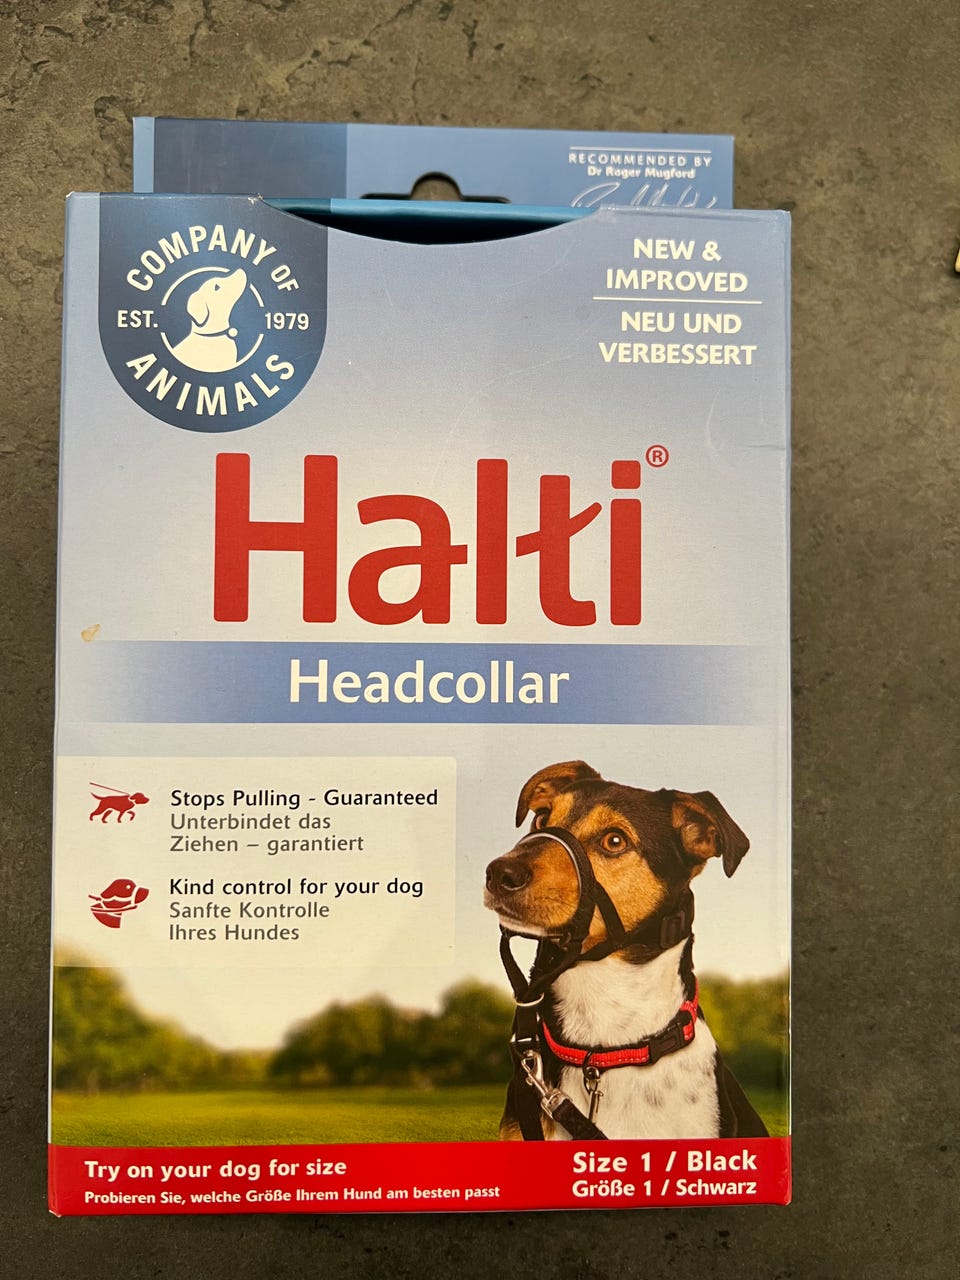 RECOMMENDED BY
Dr Roger Mugford
COMPANY OF
EST. 1979
ANIMALS
NEW &
IMPROVED
NEU UND
VERBESSERT
Halti®
Headcollar
Stops Pulling - Guaranteed
Unterbindet das
Ziehen – garantiert
Kind control for your dog
Sanfte Kontrolle
Ihres Hundes
Try on your dog for size
Probieren Sie, welche Größe Ihrem Hund am besten passt
Size 1 / Black
Größe 1 / Schwarz